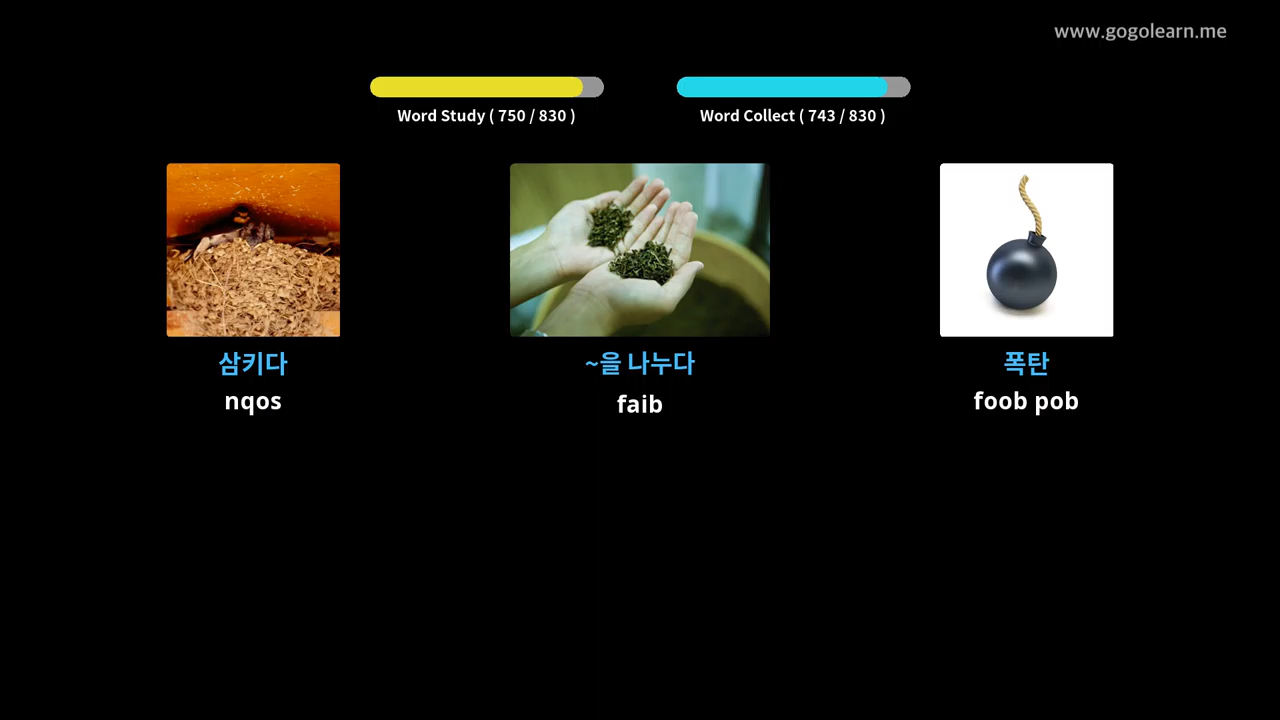 www.gogolearn.me
Word Study ( 750 / 830 )
Word Collect ( 743 / 830 )
삼키다
~을 나누다
폭탄
nqos
faib
foob pob